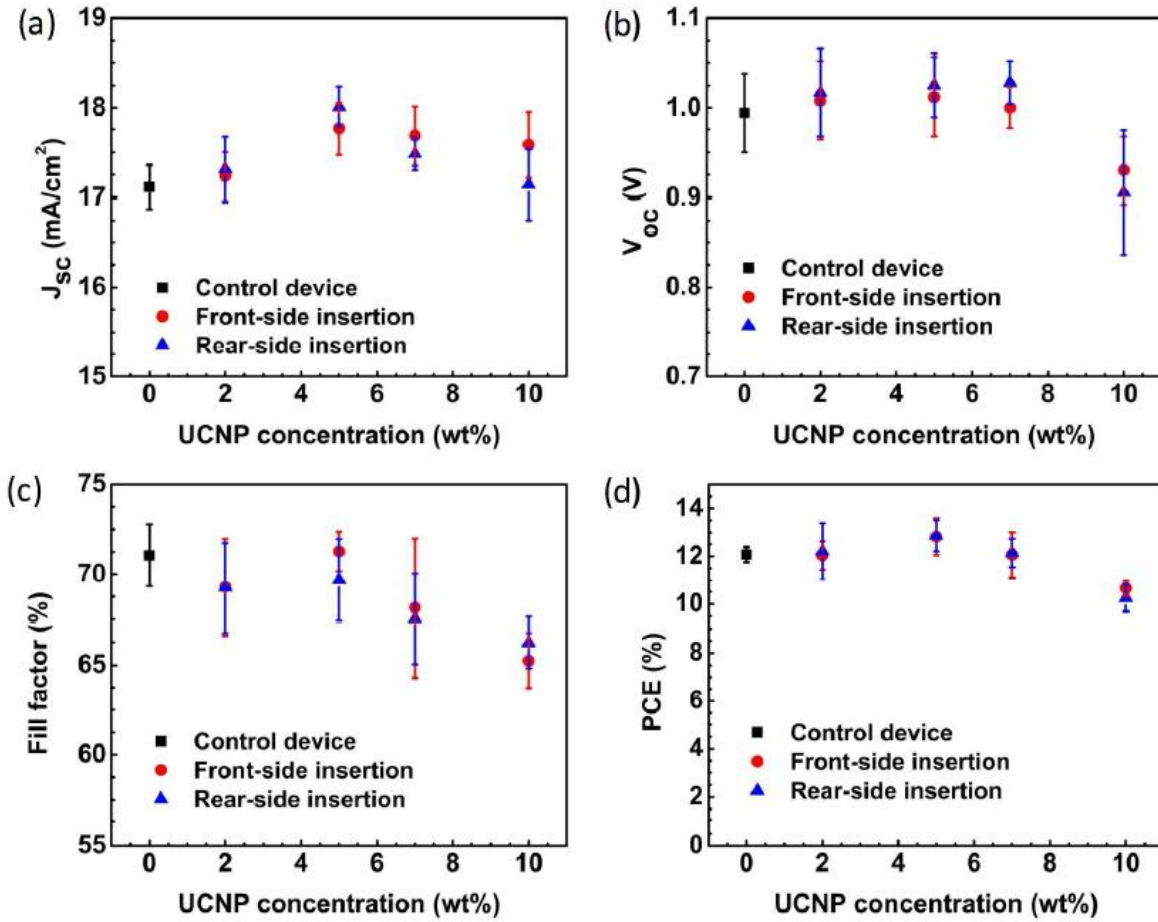 (a)
19
18
17
16
15
J_sc (mA/cm²)
Control device
Front-side insertion
Rear-side insertion
0 2 4 6 8 10
UCNP concentration (wt%)
(b)
1.1
1.0
0.9
0.8
0.7
V_oc (V)
Control device
Front-side insertion
Rear-side insertion
0 2 4 6 8 10
UCNP concentration (wt%)
(c)
75
70
65
60
55
Fill factor (%)
Control device
Front-side insertion
Rear-side insertion
0 2 4 6 8 10
UCNP concentration (wt%)
(d)
14
12
10
8
6
4
2
0
PCE (%)
Control device
Front-side insertion
Rear-side insertion
0 2 4 6 8 10
UCNP concentration (wt%)